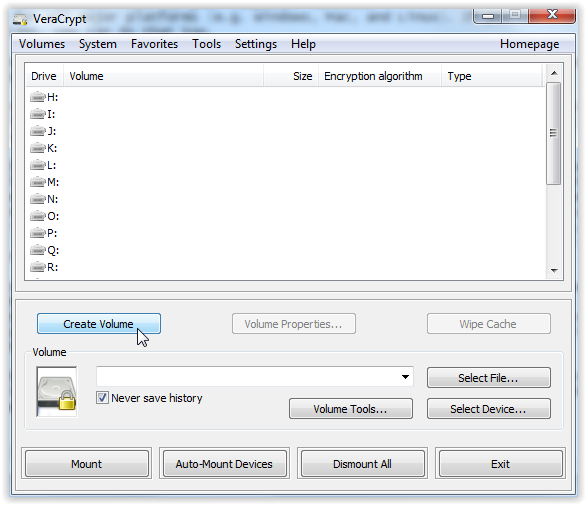 VeraCrypt
Volumes System Favorites Tools Settings Help Homepage
Drive Volume Size Encryption algorithm Type
H:
I:
J:
K:
L:
M:
N:
O:
P:
Q:
R:
Create Volume Volume Properties... Wipe Cache
Volume
Select File...
Never save history
Volume Tools... Select Device...
Mount Auto-Mount Devices Dismount All Exit